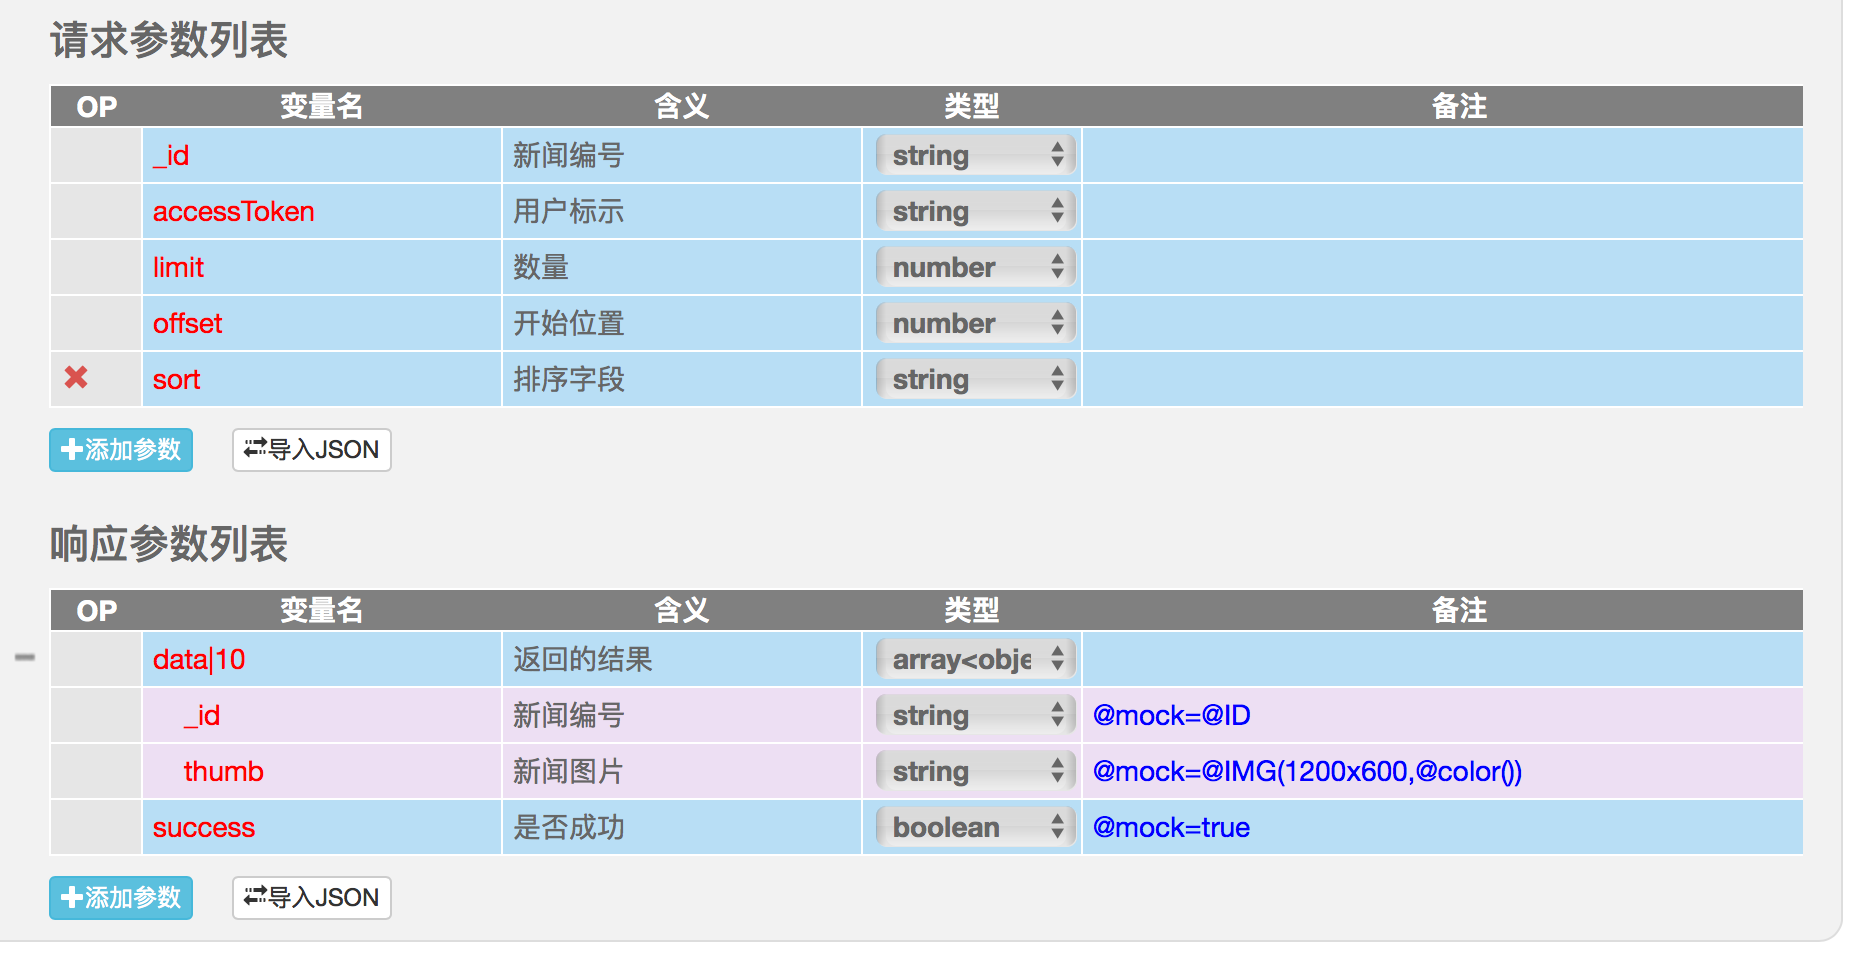 请求参数列表
OP 变量名 含义 类型 备注
_id 新闻编号 string
accessToken 用户标示 string
limit 数量 number
offset 开始位置 number
sort 排序字段 string
添加参数 导入JSON
响应参数列表
OP 变量名 含义 类型 备注
data|10 返回的结果 array<obje
_id 新闻编号 string @mock=@ID
thumb 新闻图片 string @mock=@IMG(1200x600,@color())
success 是否成功 boolean @mock=true
添加参数 导入JSON